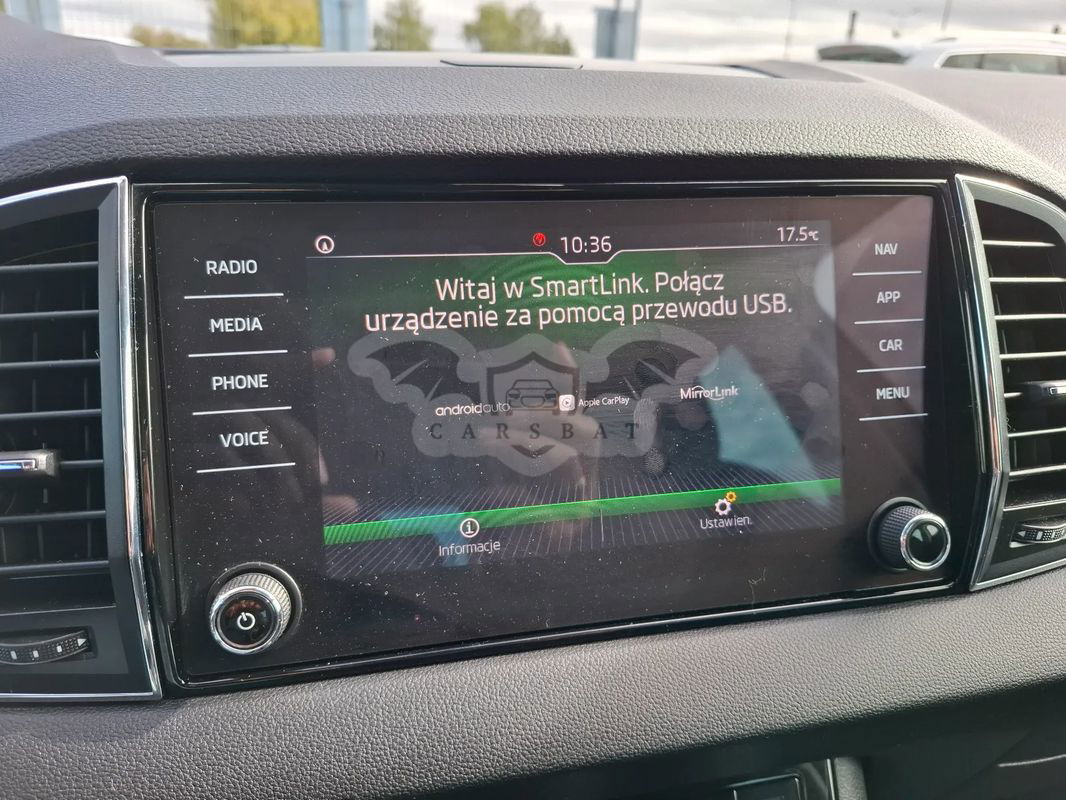 10:36
17.5°C
RADIO
MEDIA
PHONE
VOICE
Witaj w SmartLink. Połącz
urządzenie za pomocą przewodu USB.
androidauto
Apple CarPlay
MirrorLink
CARSBAT
Informacje
Ustawien.
NAV
APP
CAR
MENU